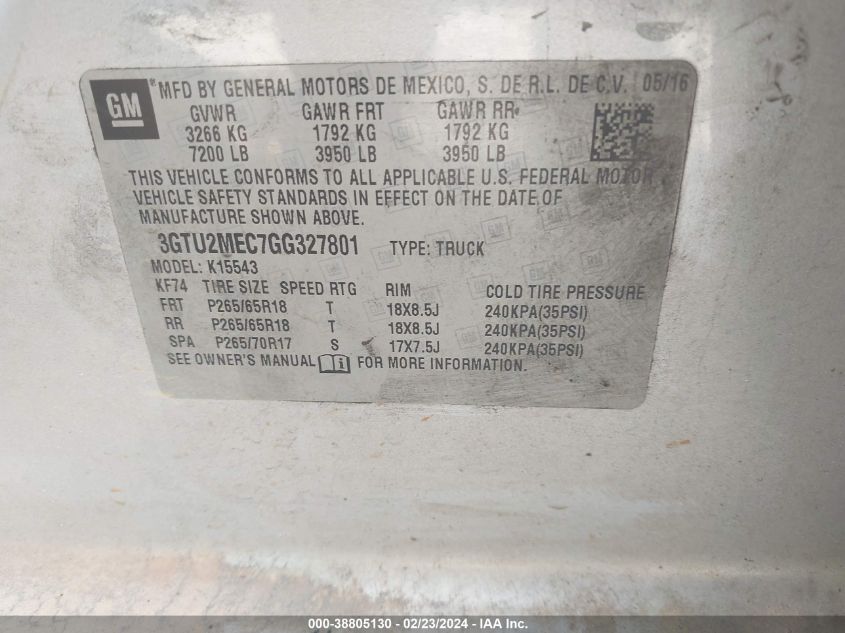 GM
®MFD BY GENERAL MOTORS DE MEXICO, S. DE R.L. DE C.V. 05/16
GVWR GAWR FRT GAWR RR
3266 KG 1792 KG 1792 KG
7200 LB 3950 LB 3950 LB
THIS VEHICLE CONFORMS TO ALL APPLICABLE U.S. FEDERAL MOTOR
VEHICLE SAFETY STANDARDS IN EFFECT ON THE DATE OF
MANUFACTURE SHOWN ABOVE.
3GTU2MEC7GG327801 TYPE: TRUCK
MODEL: K15543
KF74 TIRE SIZE SPEED RTG RIM COLD TIRE PRESSURE
FRT P265/65R18 T 18X8.5J 240KPA(35PSI)
RR P265/65R18 T 18X8.5J 240KPA(35PSI)
SPA P265/70R17 S 17X7.5J 240KPA(35PSI)
SEE OWNER'S MANUAL FOR MORE INFORMATION.
000-38805130 - 02/23/2024 - IAA Inc.